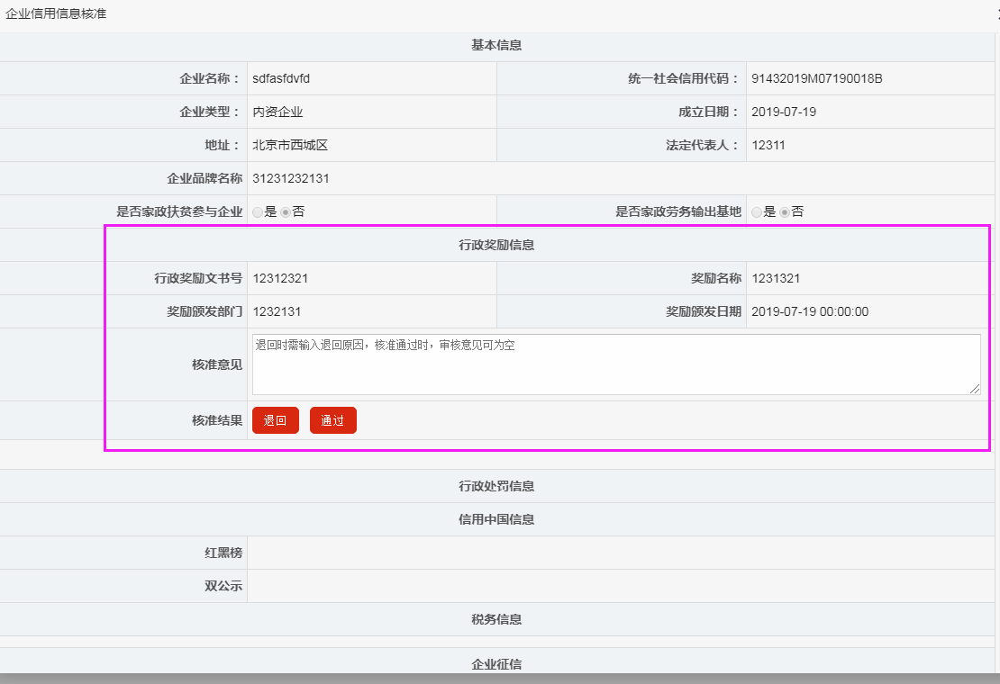 企业信用信息核准
基本信息
企业名称： sdfasfdvfd 统一社会信用代码： 91432019M07190018B
企业类型： 内资企业 成立日期： 2019-07-19
地址： 北京市西城区 法定代表人： 12311
企业品牌名称 31231232131
是否家政扶贫参与企业 是 否 是否家政劳务输出基地 是 否
行政奖励信息
行政奖励文书号 12312321 奖励名称 1231321
奖励颁发部门 1232131 奖励颁发日期 2019-07-19 00:00:00
核准意见 退回时需输入退回原因，核准通过时，审核意见可为空
核准结果 退回 通过
行政处罚信息
信用中国信息
红黑榜
双公示
税务信息
企业征信